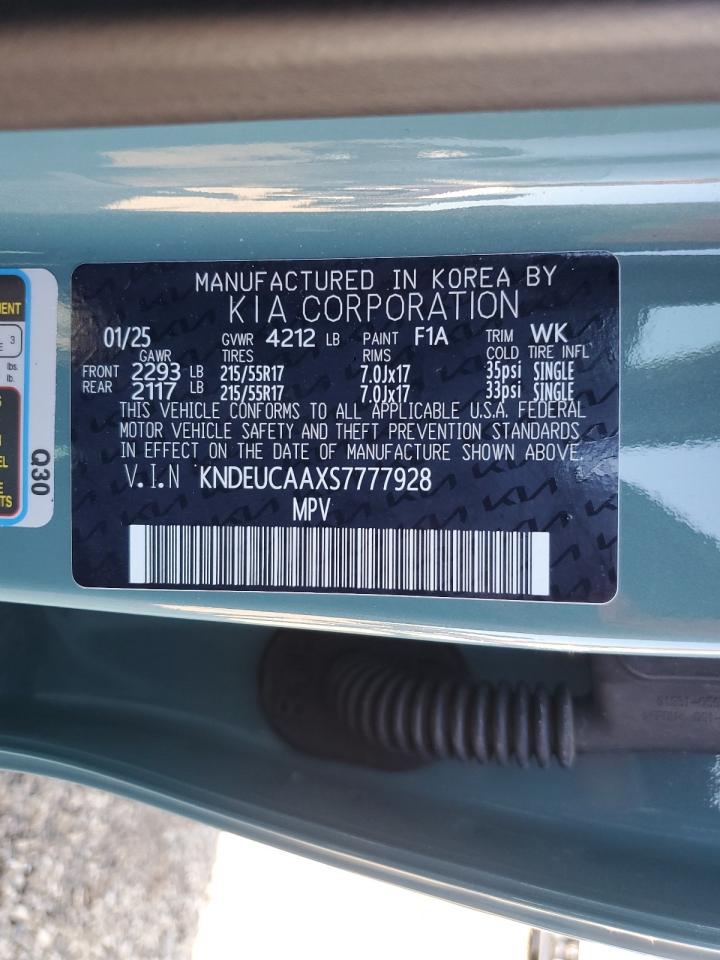 MANUFACTURED IN KOREA BY
KIA CORPORATION
01/25 GVWR 4212 LB PAINT F1A TRIM WK
GAWR TIRES RIMS COLD TIRE INFL
FRONT 2293 LB 215/55R17 7.0Jx17 35psi SINGLE
REAR 2117 LB 215/55R17 7.0Jx17 33psi SINGLE
THIS VEHICLE CONFORMS TO ALL APPLICABLE U.S.A. FEDERAL
MOTOR VEHICLE SAFETY AND THEFT PREVENTION STANDARDS
IN EFFECT ON THE DATE OF MANUFACTURE SHOWN ABOVE.
V.I.N KNDEUCAAXS7777928
MPV
3
lbs.
lb.
Q30